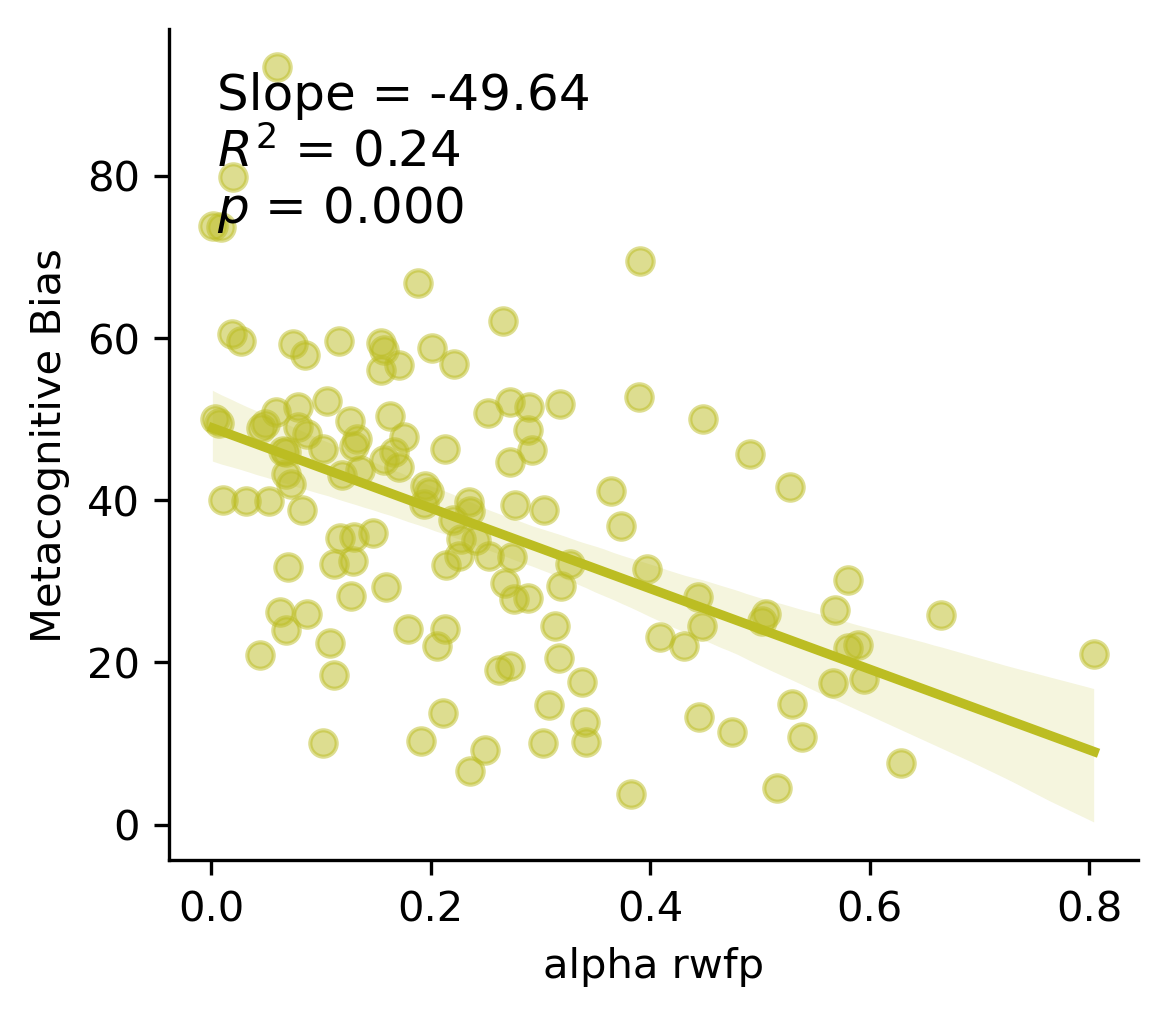 Slope = -49.64
R² = 0.24
p = 0.000
80
60
40
20
0
Metacognitive Bias
0.0 0.2 0.4 0.6 0.8
alpha rwfp